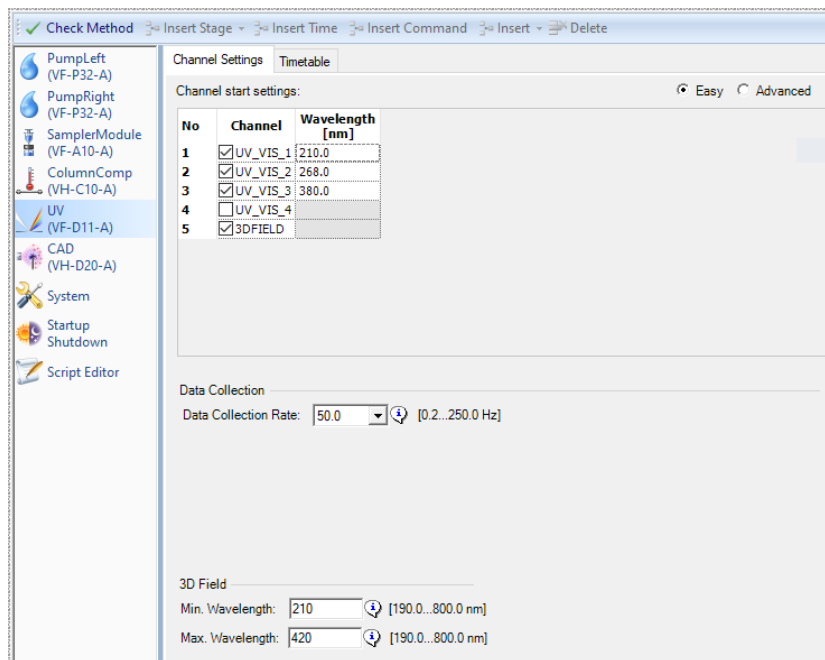 Check Method Insert Stage Insert Time Insert Command Insert Delete
PumpLeft
(VF-P32-A)
PumpRight
(VF-P32-A)
SamplerModule
(VF-A10-A)
ColumnComp
(VH-C10-A)
UV
(VF-D11-A)
CAD
(VH-D20-A)
System
Startup
Shutdown
Script Editor
Channel Settings Timetable
Channel start settings: Easy Advanced
No Channel Wavelength
[nm]
1 UV_VIS_1 210.0
2 UV_VIS_2 268.0
3 UV_VIS_3 380.0
4 UV_VIS_4
5 3DFIELD
Data Collection
Data Collection Rate: 50.0 [0.2...250.0 Hz]
3D Field
Min. Wavelength: 210 [190.0...800.0 nm]
Max. Wavelength: 420 [190.0...800.0 nm]